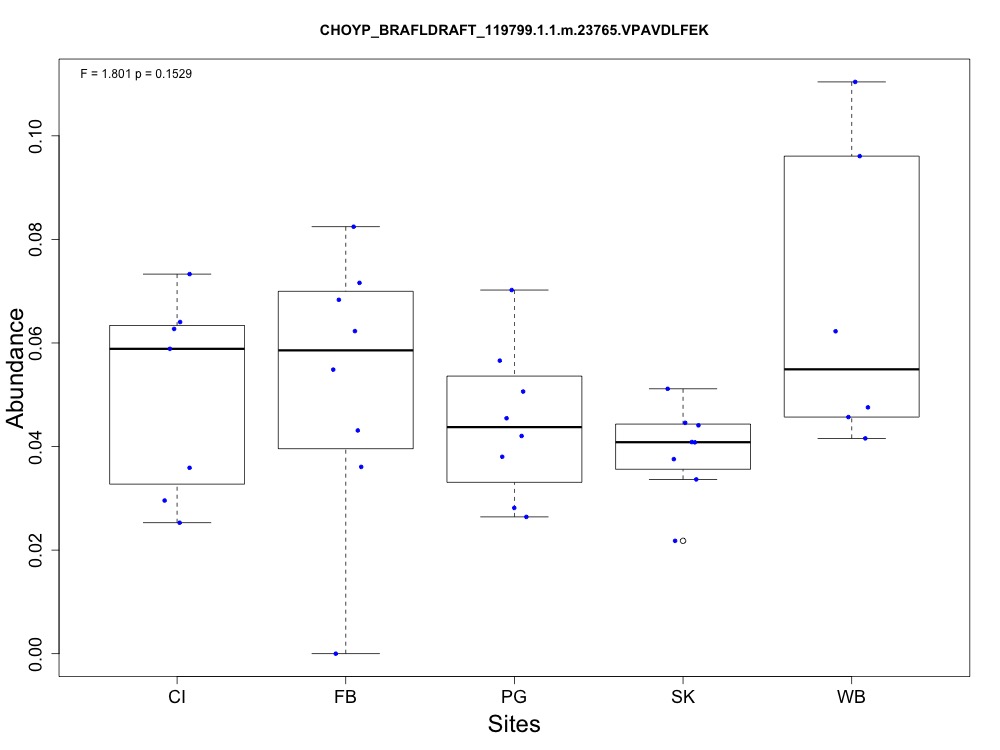 CHOYP_BRAFLDRAFT_119799.1.1.m.23765.VPAVDLFEK
F = 1.801 p = 0.1529
0.10
0.08
0.06
0.04
0.02
0.00
Abundance
CI FB PG SK WB
Sites